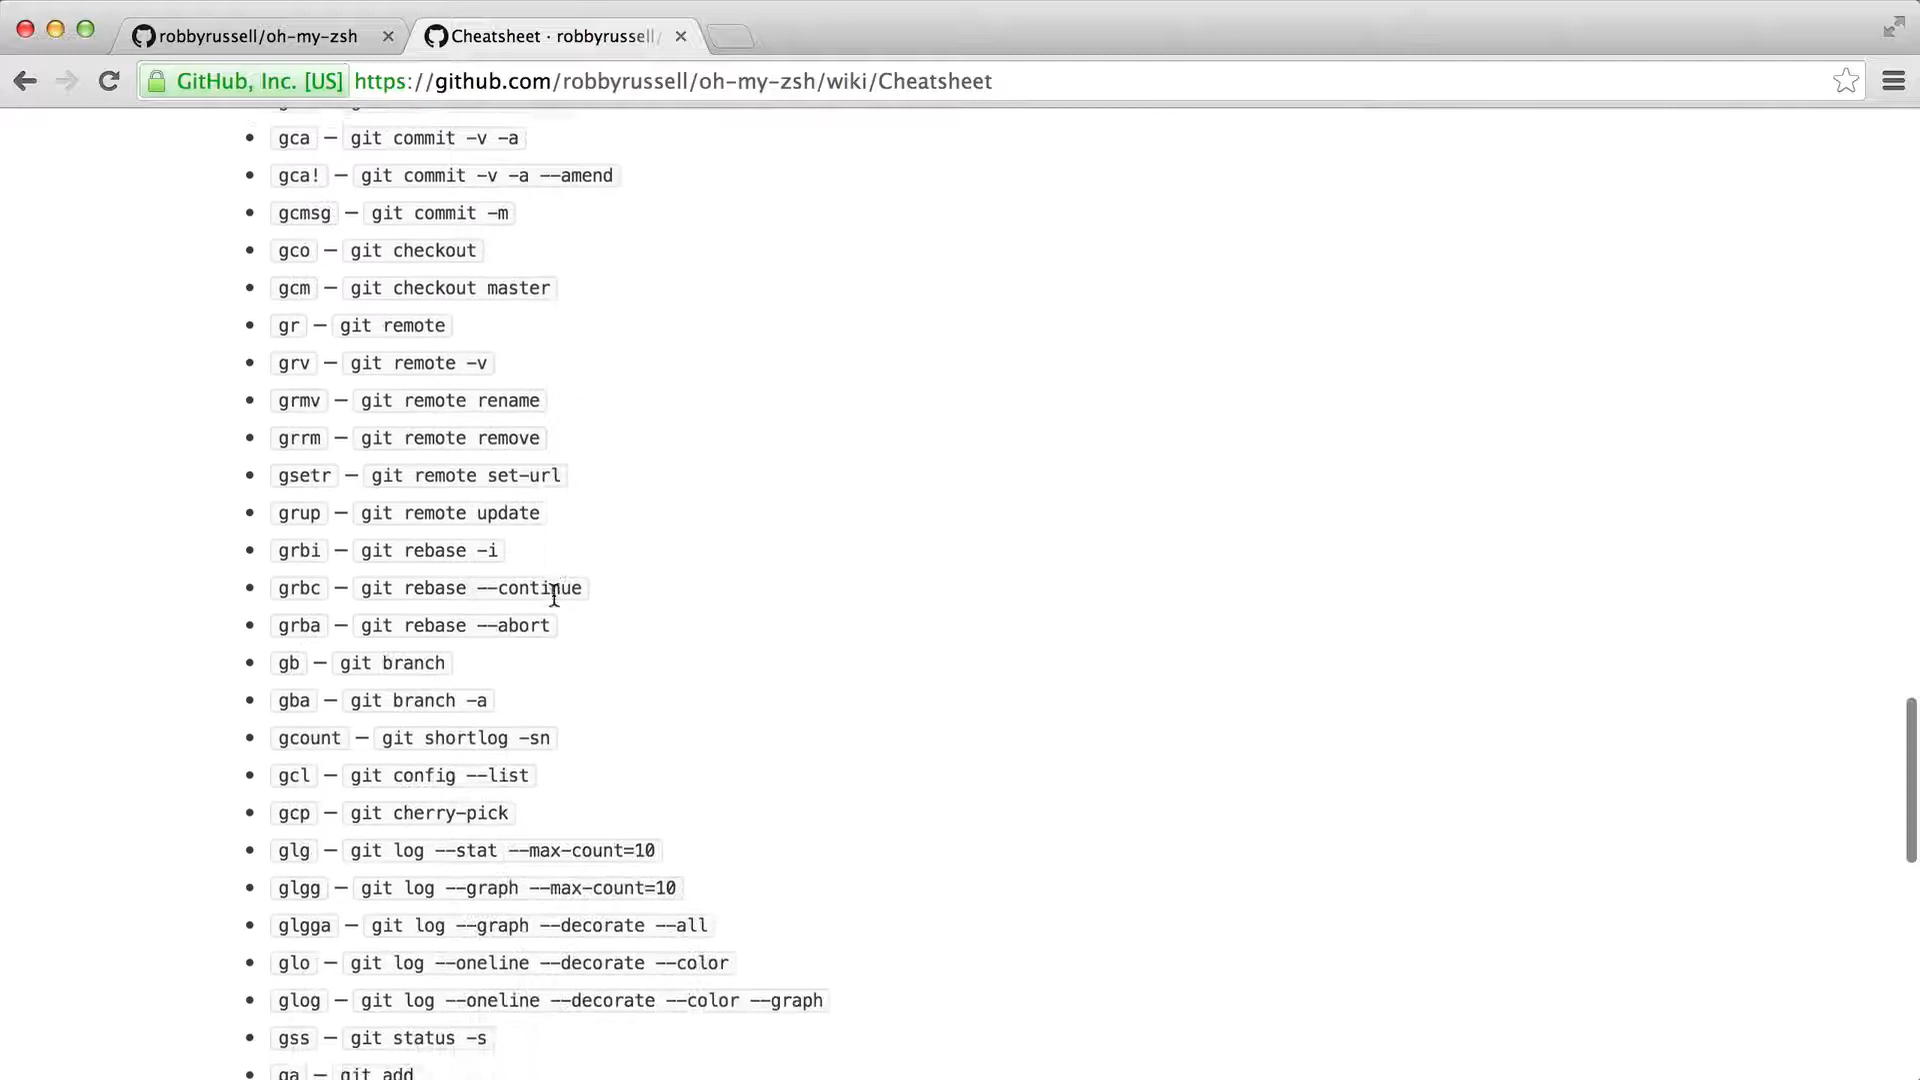 robbyrussell/oh-my-zsh
Cheatsheet · robbyrussell/
GitHub, Inc. [US] https://github.com/robbyrussell/oh-my-zsh/wiki/Cheatsheet
gca — git commit -v -a
gca! — git commit -v -a --amend
gcmsg — git commit -m
gco — git checkout
gcm — git checkout master
gr — git remote
grv — git remote -v
grmv — git remote rename
grrm — git remote remove
gsetr — git remote set-url
grup — git remote update
grbi — git rebase -i
grbc — git rebase --continue
grba — git rebase --abort
gb — git branch
gba — git branch -a
gcount — git shortlog -sn
gcl — git config --list
gcp — git cherry-pick
glg — git log --stat --max-count=10
glgg — git log --graph --max-count=10
glgga — git log --graph --decorate --all
glo — git log --oneline --decorate --color
glog — git log --oneline --decorate --color --graph
gss — git status -s
ga — git add